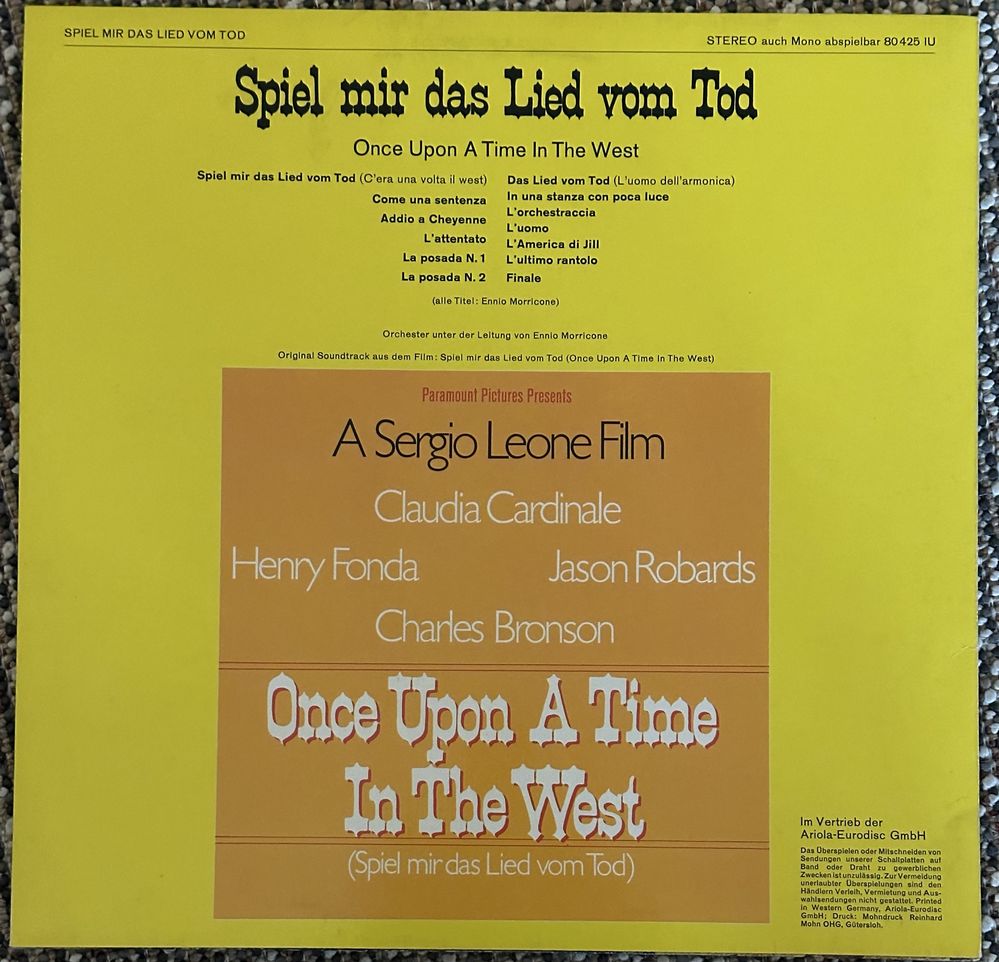 SPIEL MIR DAS LIED VOM TOD
STEREO auch Mono abspielbar 80 425 IU
Spiel mir das Lied vom Tod
Once Upon A Time In The West
Spiel mir das Lied vom Tod (C'era una volta il west)
Come una sentenza
Addio a Cheyenne
L'attentato
La posada N. 1
La posada N. 2
Das Lied vom Tod (L'uomo dell'armonica)
In una stanza con poca luce
L'orchestraccia
L'uomo
L'America di Jill
L'ultimo rantolo
Finale
(alle Titel: Ennio Morricone)
Orchester unter der Leitung von Ennio Morricone
Original Soundtrack aus dem Film: Spiel mir das Lied vom Tod (Once Upon A Time In The West)
Paramount Pictures Presents
A Sergio Leone Film
Claudia Cardinale
Henry Fonda Jason Robards
Charles Bronson
Once Upon A Time
In The West
(Spiel mir das Lied vom Tod)
Im Vertrieb der
Ariola-Eurodisc GmbH
Das Überspielen oder Mitschneiden von
Sendungen unserer Schallplatten auf
Band oder Draht zu gewerblichen
Zwecken ist unzulässig. Zur Vermeidung
unerlaubter Überspielungen sind den
Händlern Verleih, Vermietung und Aus-
wahlsendungen nicht gestattet. Printed
in Western Germany, Ariola-Eurodisc
GmbH; Druck: Mohndruck Reinhard
Mohn OHG, Gütersloh.